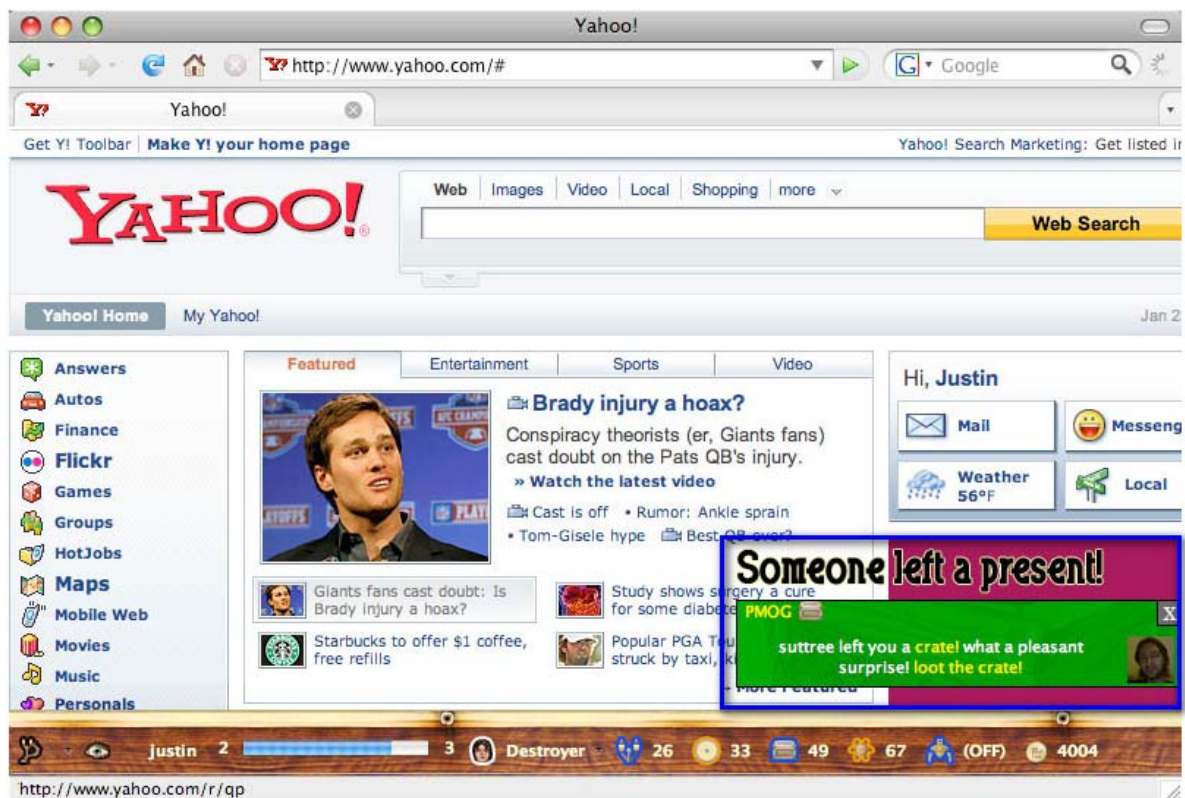 Yahoo!
http://www.yahoo.com/#
Google
Yahoo!
Get Y! Toolbar Make Y! your home page
Yahoo! Search Marketing: Get listed in
Web Images Video Local Shopping more
YAHOO!
Web Search
Yahoo! Home My Yahoo!
Jan 2
Answers
Autos
Finance
Flickr
Games
Groups
HotJobs
Maps
Mobile Web
Movies
Music
Personals
Featured Entertainment Sports Video
Brady injury a hoax?
Conspiracy theorists (er, Giants fans)
cast doubt on the Pats QB's injury.
» Watch the latest video
Cast is off • Rumor: Ankle sprain
• Tom-Gisele hype Best QB ever?
Giants fans cast doubt: Is
Brady injury a hoax?
Study shows surgery a cure
for some diabete
Starbucks to offer $1 coffee,
free refills
Popular PGA Tou
struck by taxi, ki
More Featured
Hi, Justin
Mail
Messeng
Weather
56°F
Local
Someone left a present!
PMOG
X
suttree left you a crate! what a pleasant
surprise! loot the crate!
justin 2 3 Destroyer 26 33 49 67 (OFF) 4004
http://www.yahoo.com/r/qp